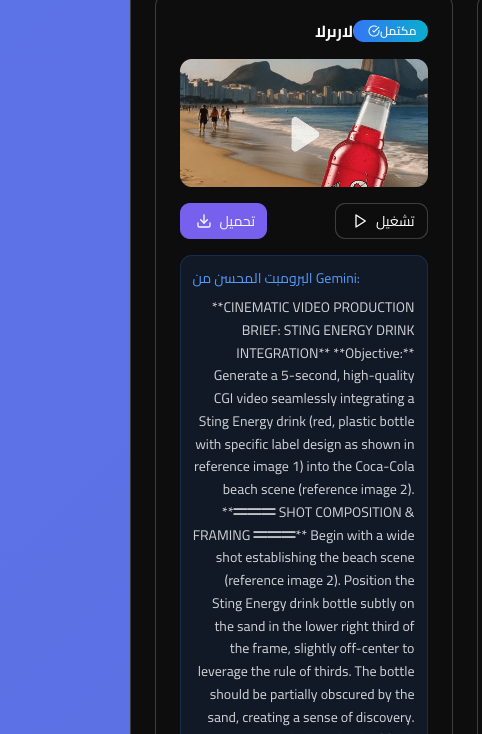 لاربرلا مكتمل
تشغيل تحميل
البرومبت المحسن من Gemini:
**CINEMATIC VIDEO PRODUCTION
BRIEF: STING ENERGY DRINK
INTEGRATION** **Objective:**
Generate a 5-second, high-quality
CGI video seamlessly integrating a
Sting Energy drink (red, plastic bottle
with specific label design as shown in
reference image 1) into the Coca-Cola
beach scene (reference image 2).
**═════ SHOT COMPOSITION &
FRAMING ═════** Begin with a wide
shot establishing the beach scene
(reference image 2). Position the
Sting Energy drink bottle subtly on
the sand in the lower right third of
the frame, slightly off-center to
leverage the rule of thirds. The bottle
should be partially obscured by the
sand, creating a sense of discovery.